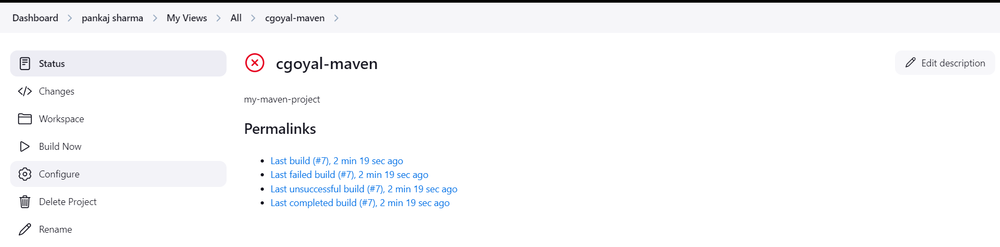 Dashboard > pankaj sharma > My Views > All > cgoyal-maven >
Status
Changes
Workspace
Build Now
Configure
Delete Project
Rename
cgoyal-maven
Edit description
my-maven-project
Permalinks
• Last build (#7), 2 min 19 sec ago
• Last failed build (#7), 2 min 19 sec ago
• Last unsuccessful build (#7), 2 min 19 sec ago
• Last completed build (#7), 2 min 19 sec ago